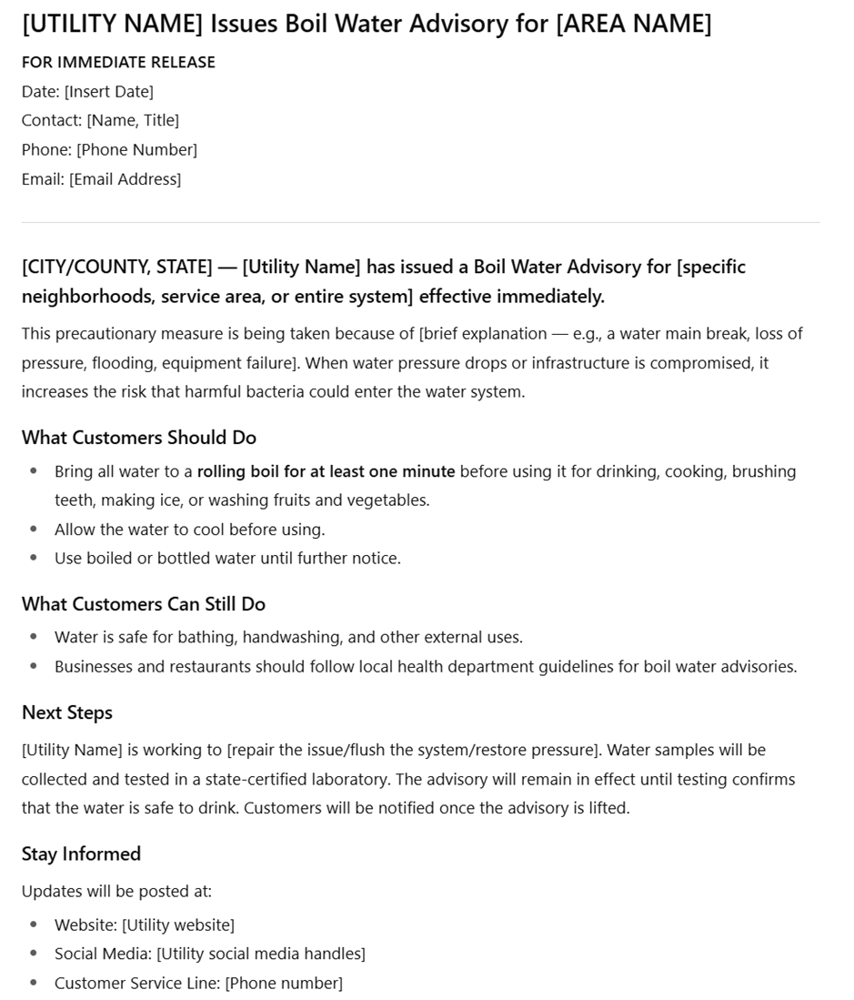 [UTILITY NAME] Issues Boil Water Advisory for [AREA NAME]
FOR IMMEDIATE RELEASE
Date: [Insert Date]
Contact: [Name, Title]
Phone: [Phone Number]
Email: [Email Address]
[CITY/COUNTY, STATE] — [Utility Name] has issued a Boil Water Advisory for [specific
neighborhoods, service area, or entire system] effective immediately.
This precautionary measure is being taken because of [brief explanation — e.g., a water main break, loss of
pressure, flooding, equipment failure]. When water pressure drops or infrastructure is compromised, it
increases the risk that harmful bacteria could enter the water system.
What Customers Should Do
• Bring all water to a rolling boil for at least one minute before using it for drinking, cooking, brushing
teeth, making ice, or washing fruits and vegetables.
• Allow the water to cool before using.
• Use boiled or bottled water until further notice.
What Customers Can Still Do
• Water is safe for bathing, handwashing, and other external uses.
• Businesses and restaurants should follow local health department guidelines for boil water advisories.
Next Steps
[Utility Name] is working to [repair the issue/flush the system/restore pressure]. Water samples will be
collected and tested in a state-certified laboratory. The advisory will remain in effect until testing confirms
that the water is safe to drink. Customers will be notified once the advisory is lifted.
Stay Informed
Updates will be posted at:
• Website: [Utility website]
• Social Media: [Utility social media handles]
• Customer Service Line: [Phone number]